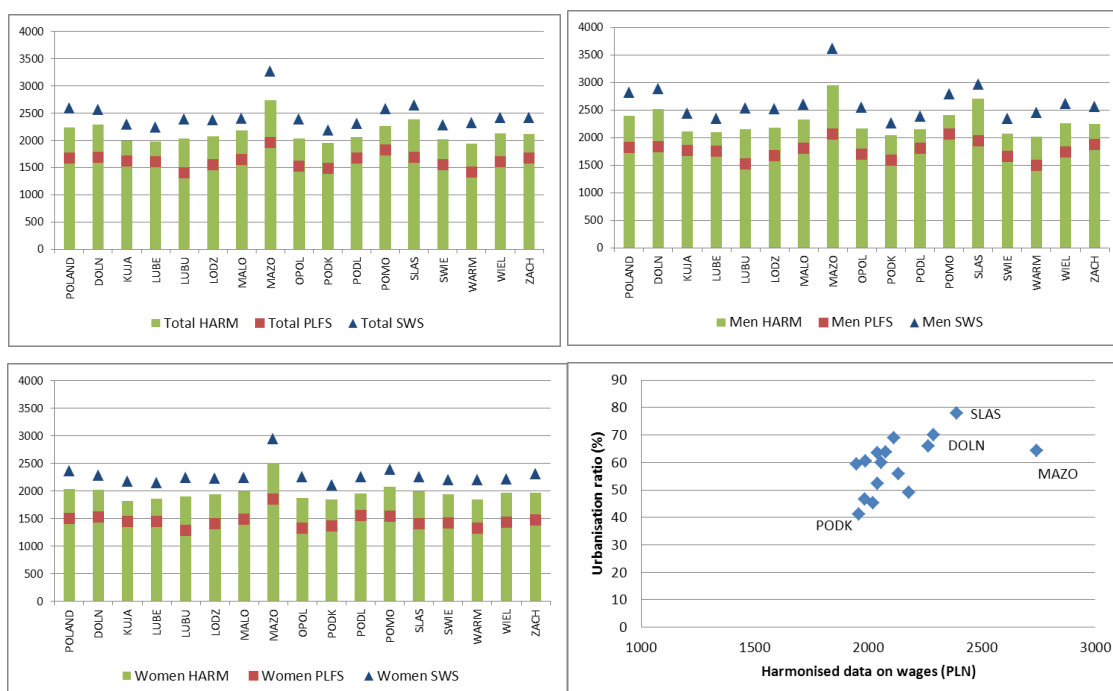 4000
3500
3000
2500
2000
1500
1000
500
0
POLAND DOLN KUJA LUBE LUBU LODZ MALO MAZO OPOL PODK PODL POMO SLAS SWIE WARM WIEL ZACH
Total HARM Total PLFS Total SWS
4000
3500
3000
2500
2000
1500
1000
500
0
POLAND DOLN KUJA LUBE LUBU LODZ MALO MAZO OPOL PODK PODL POMO SLAS SWIE WARM WIEL ZACH
Men HARM Men PLFS Men SWS
4000
3500
3000
2500
2000
1500
1000
500
0
POLAND DOLN KUJA LUBE LUBU LODZ MALO MAZO OPOL PODK PODL POMO SLAS SWIE WARM WIEL ZACH
Women HARM Women PLFS Women SWS
Urbanisation ratio (%)
90
80
70
60
50
40
30
20
10
0
SLAS
DOLN
MAZO
PODK
1000 1500 2000 2500 3000
Harmonised data on wages (PLN)